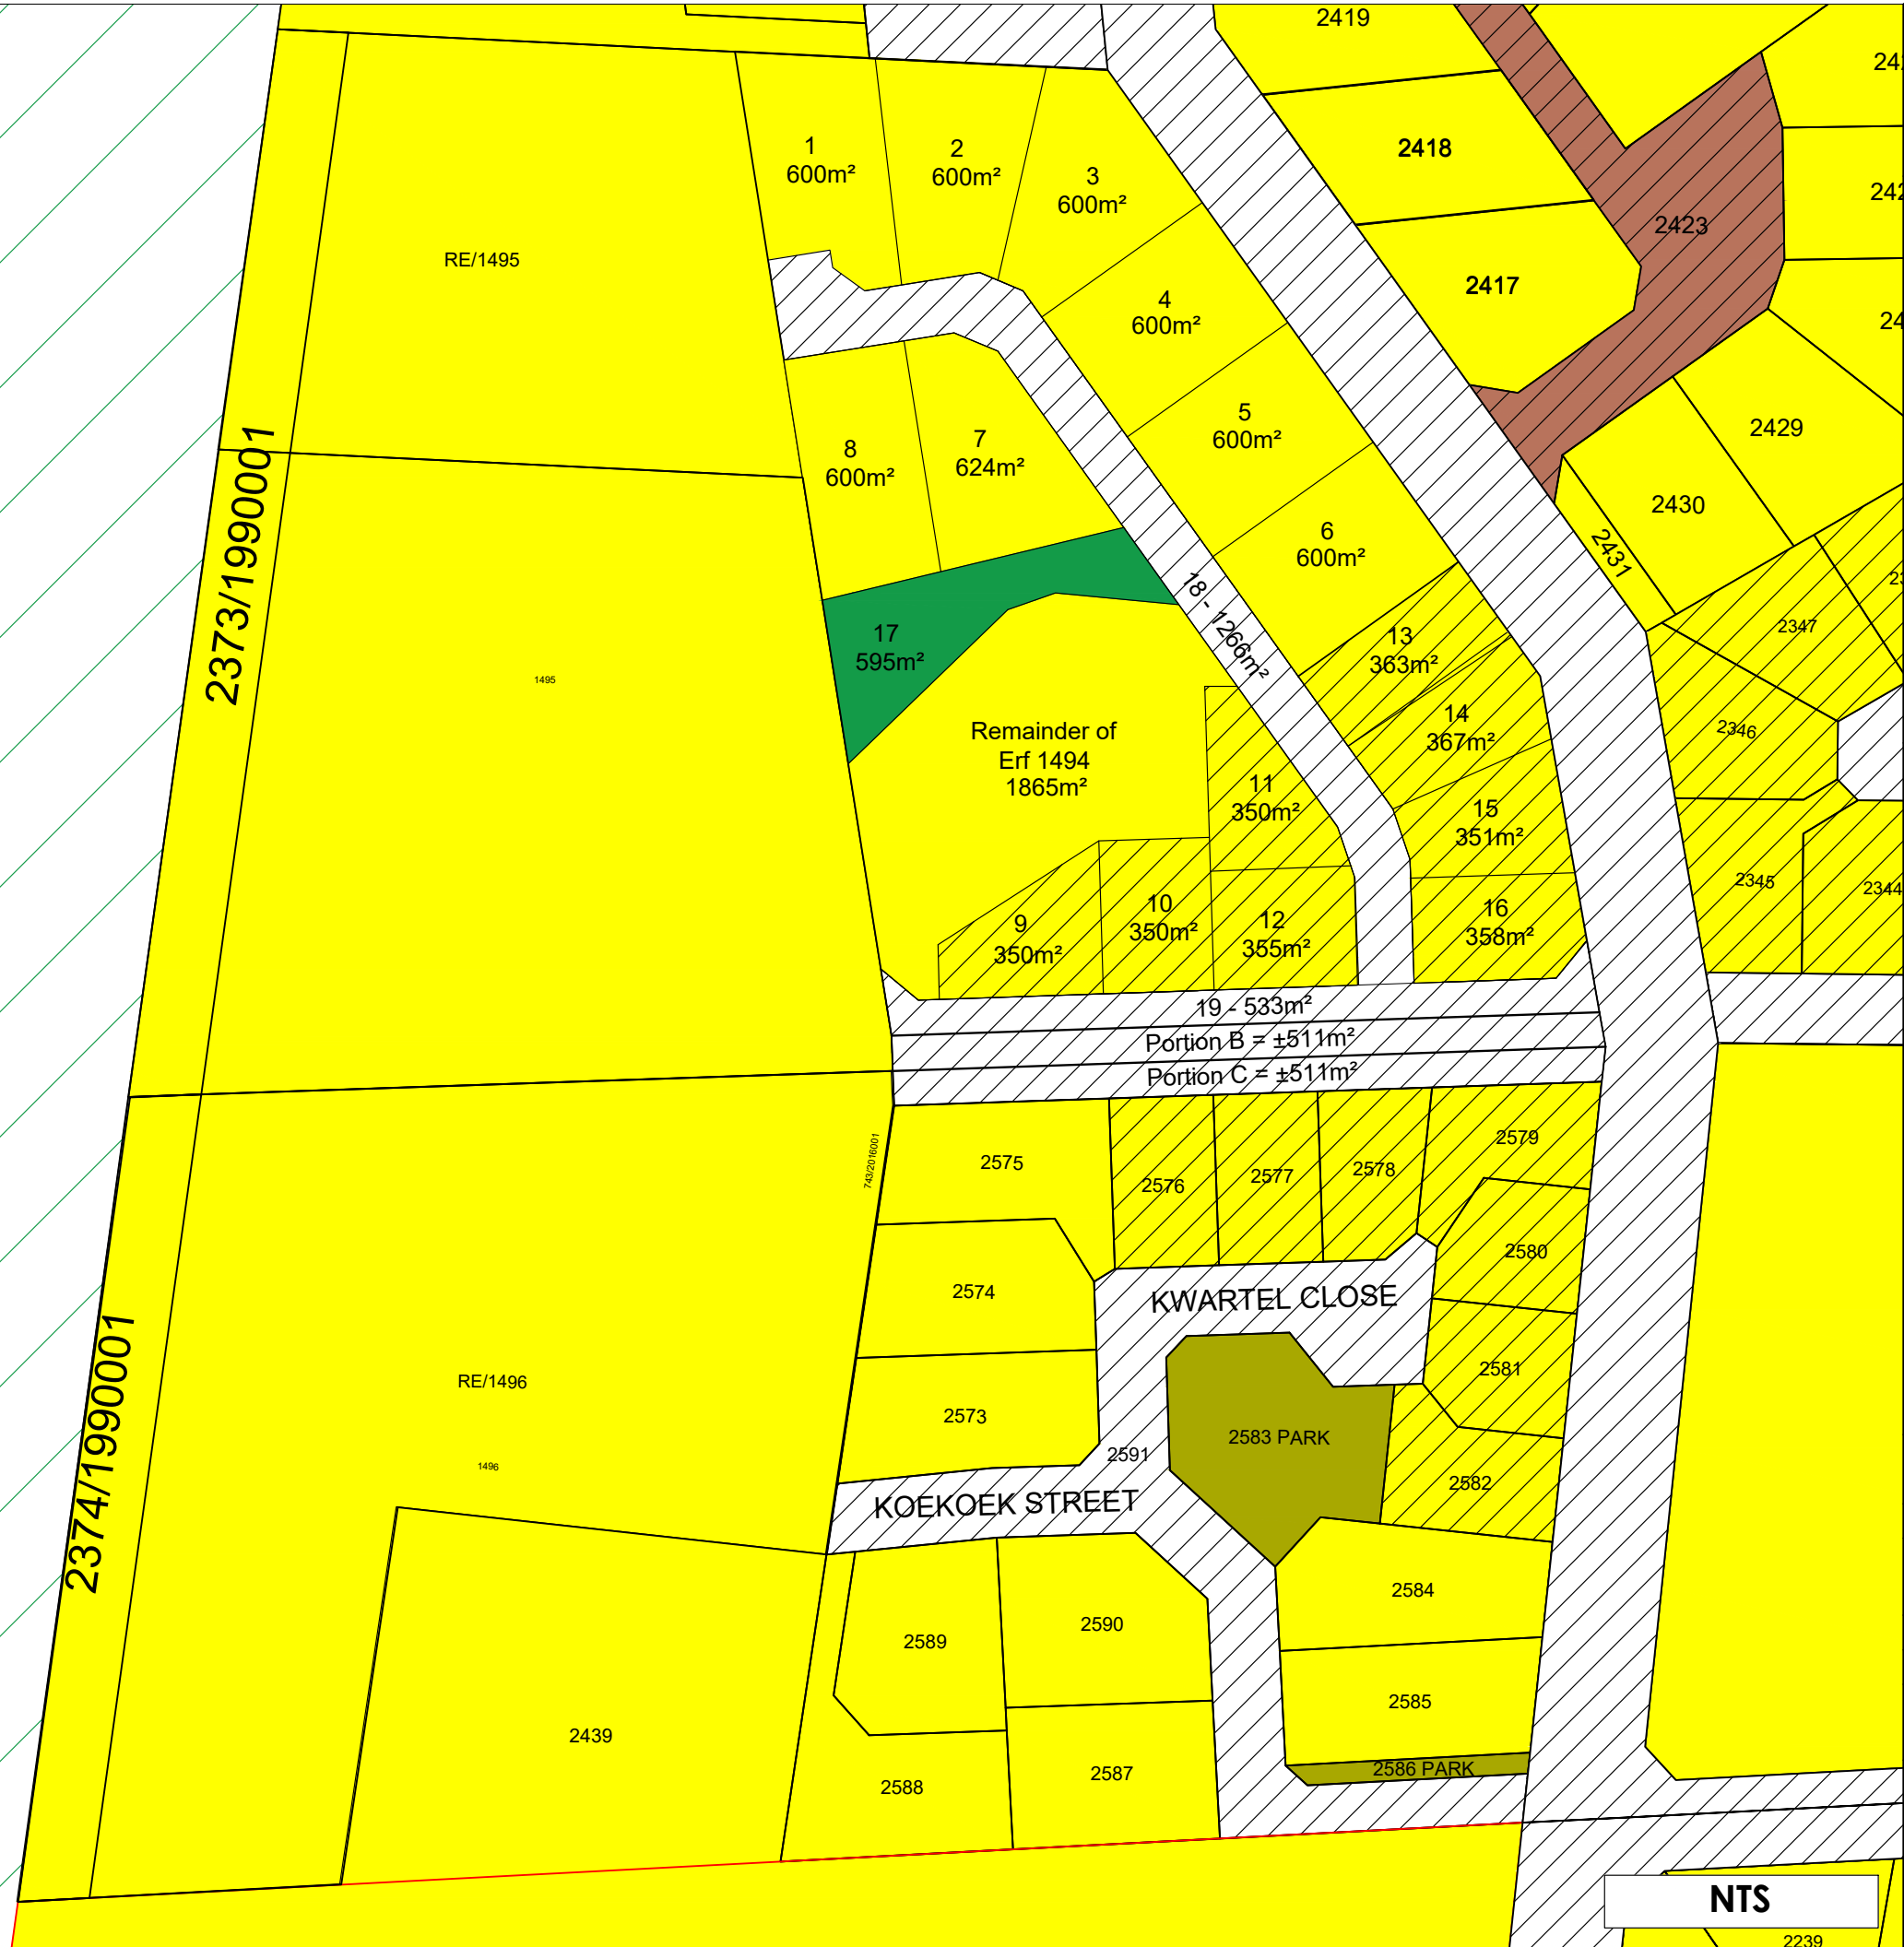 2419
2418
2417
2423
2429
2430
2431
2347
2346
2345
2344
1
600m²
2
600m²
3
600m²
4
600m²
5
600m²
6
600m²
7
624m²
8
600m²
RE/1495
2373/1990001
1495
17
595m²
18 - 1266m²
13
363m²
14
367m²
15
351m²
16
358m²
Remainder of
Erf 1494
1865m²
11
350m²
9
350m²
10
350m²
12
355m²
19 - 533m²
Portion B = ±511m²
Portion C = ±511m²
743/2016001
2575
2576
2577
2578
2579
2580
2574
KWARTEL CLOSE
2581
2573
2583 PARK
2591
2582
KOEKOEK STREET
RE/1496
1496
2374/1990001
2439
2589
2590
2584
2585
2586 PARK
2588
2587
NTS
2239